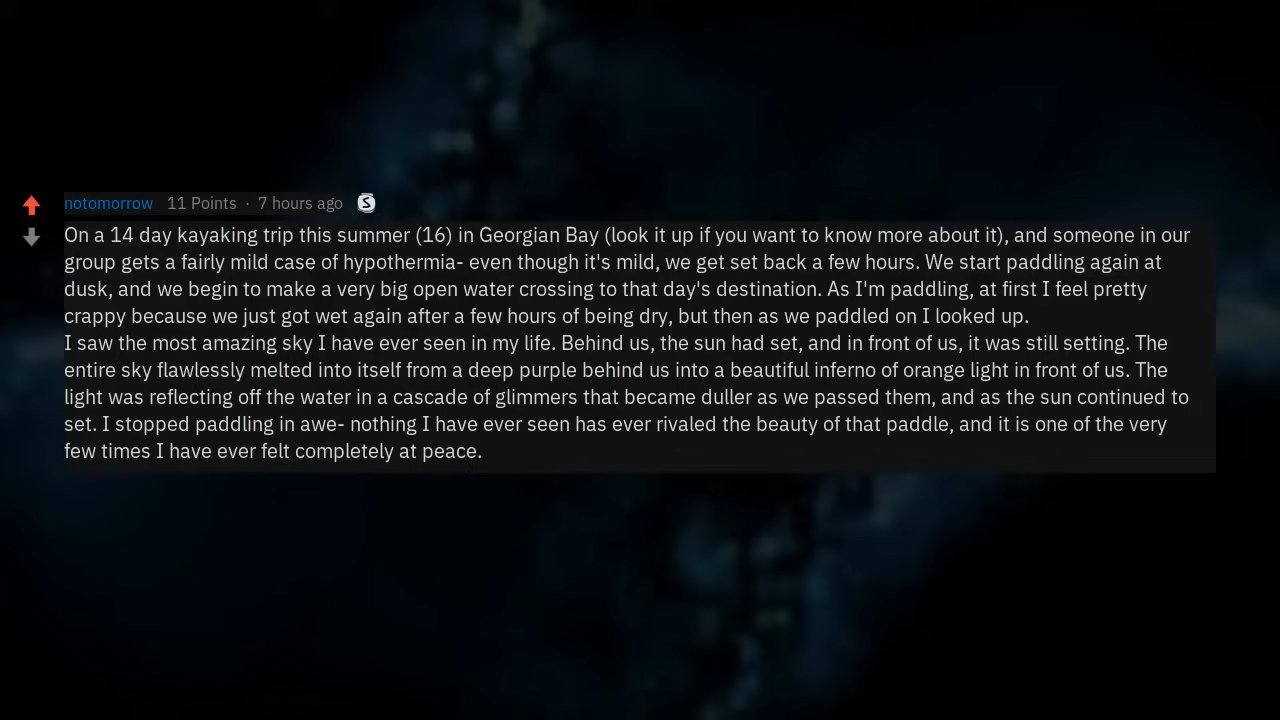 notomorrow 11 Points · 7 hours ago S
On a 14 day kayaking trip this summer (16) in Georgian Bay (look it up if you want to know more about it), and someone in our
group gets a fairly mild case of hypothermia- even though it's mild, we get set back a few hours. We start paddling again at
dusk, and we begin to make a very big open water crossing to that day's destination. As I'm paddling, at first I feel pretty
crappy because we just got wet again after a few hours of being dry, but then as we paddled on I looked up.
I saw the most amazing sky I have ever seen in my life. Behind us, the sun had set, and in front of us, it was still setting. The
entire sky flawlessly melted into itself from a deep purple behind us into a beautiful inferno of orange light in front of us. The
light was reflecting off the water in a cascade of glimmers that became duller as we passed them, and as the sun continued to
set. I stopped paddling in awe- nothing I have ever seen has ever rivaled the beauty of that paddle, and it is one of the very
few times I have ever felt completely at peace.